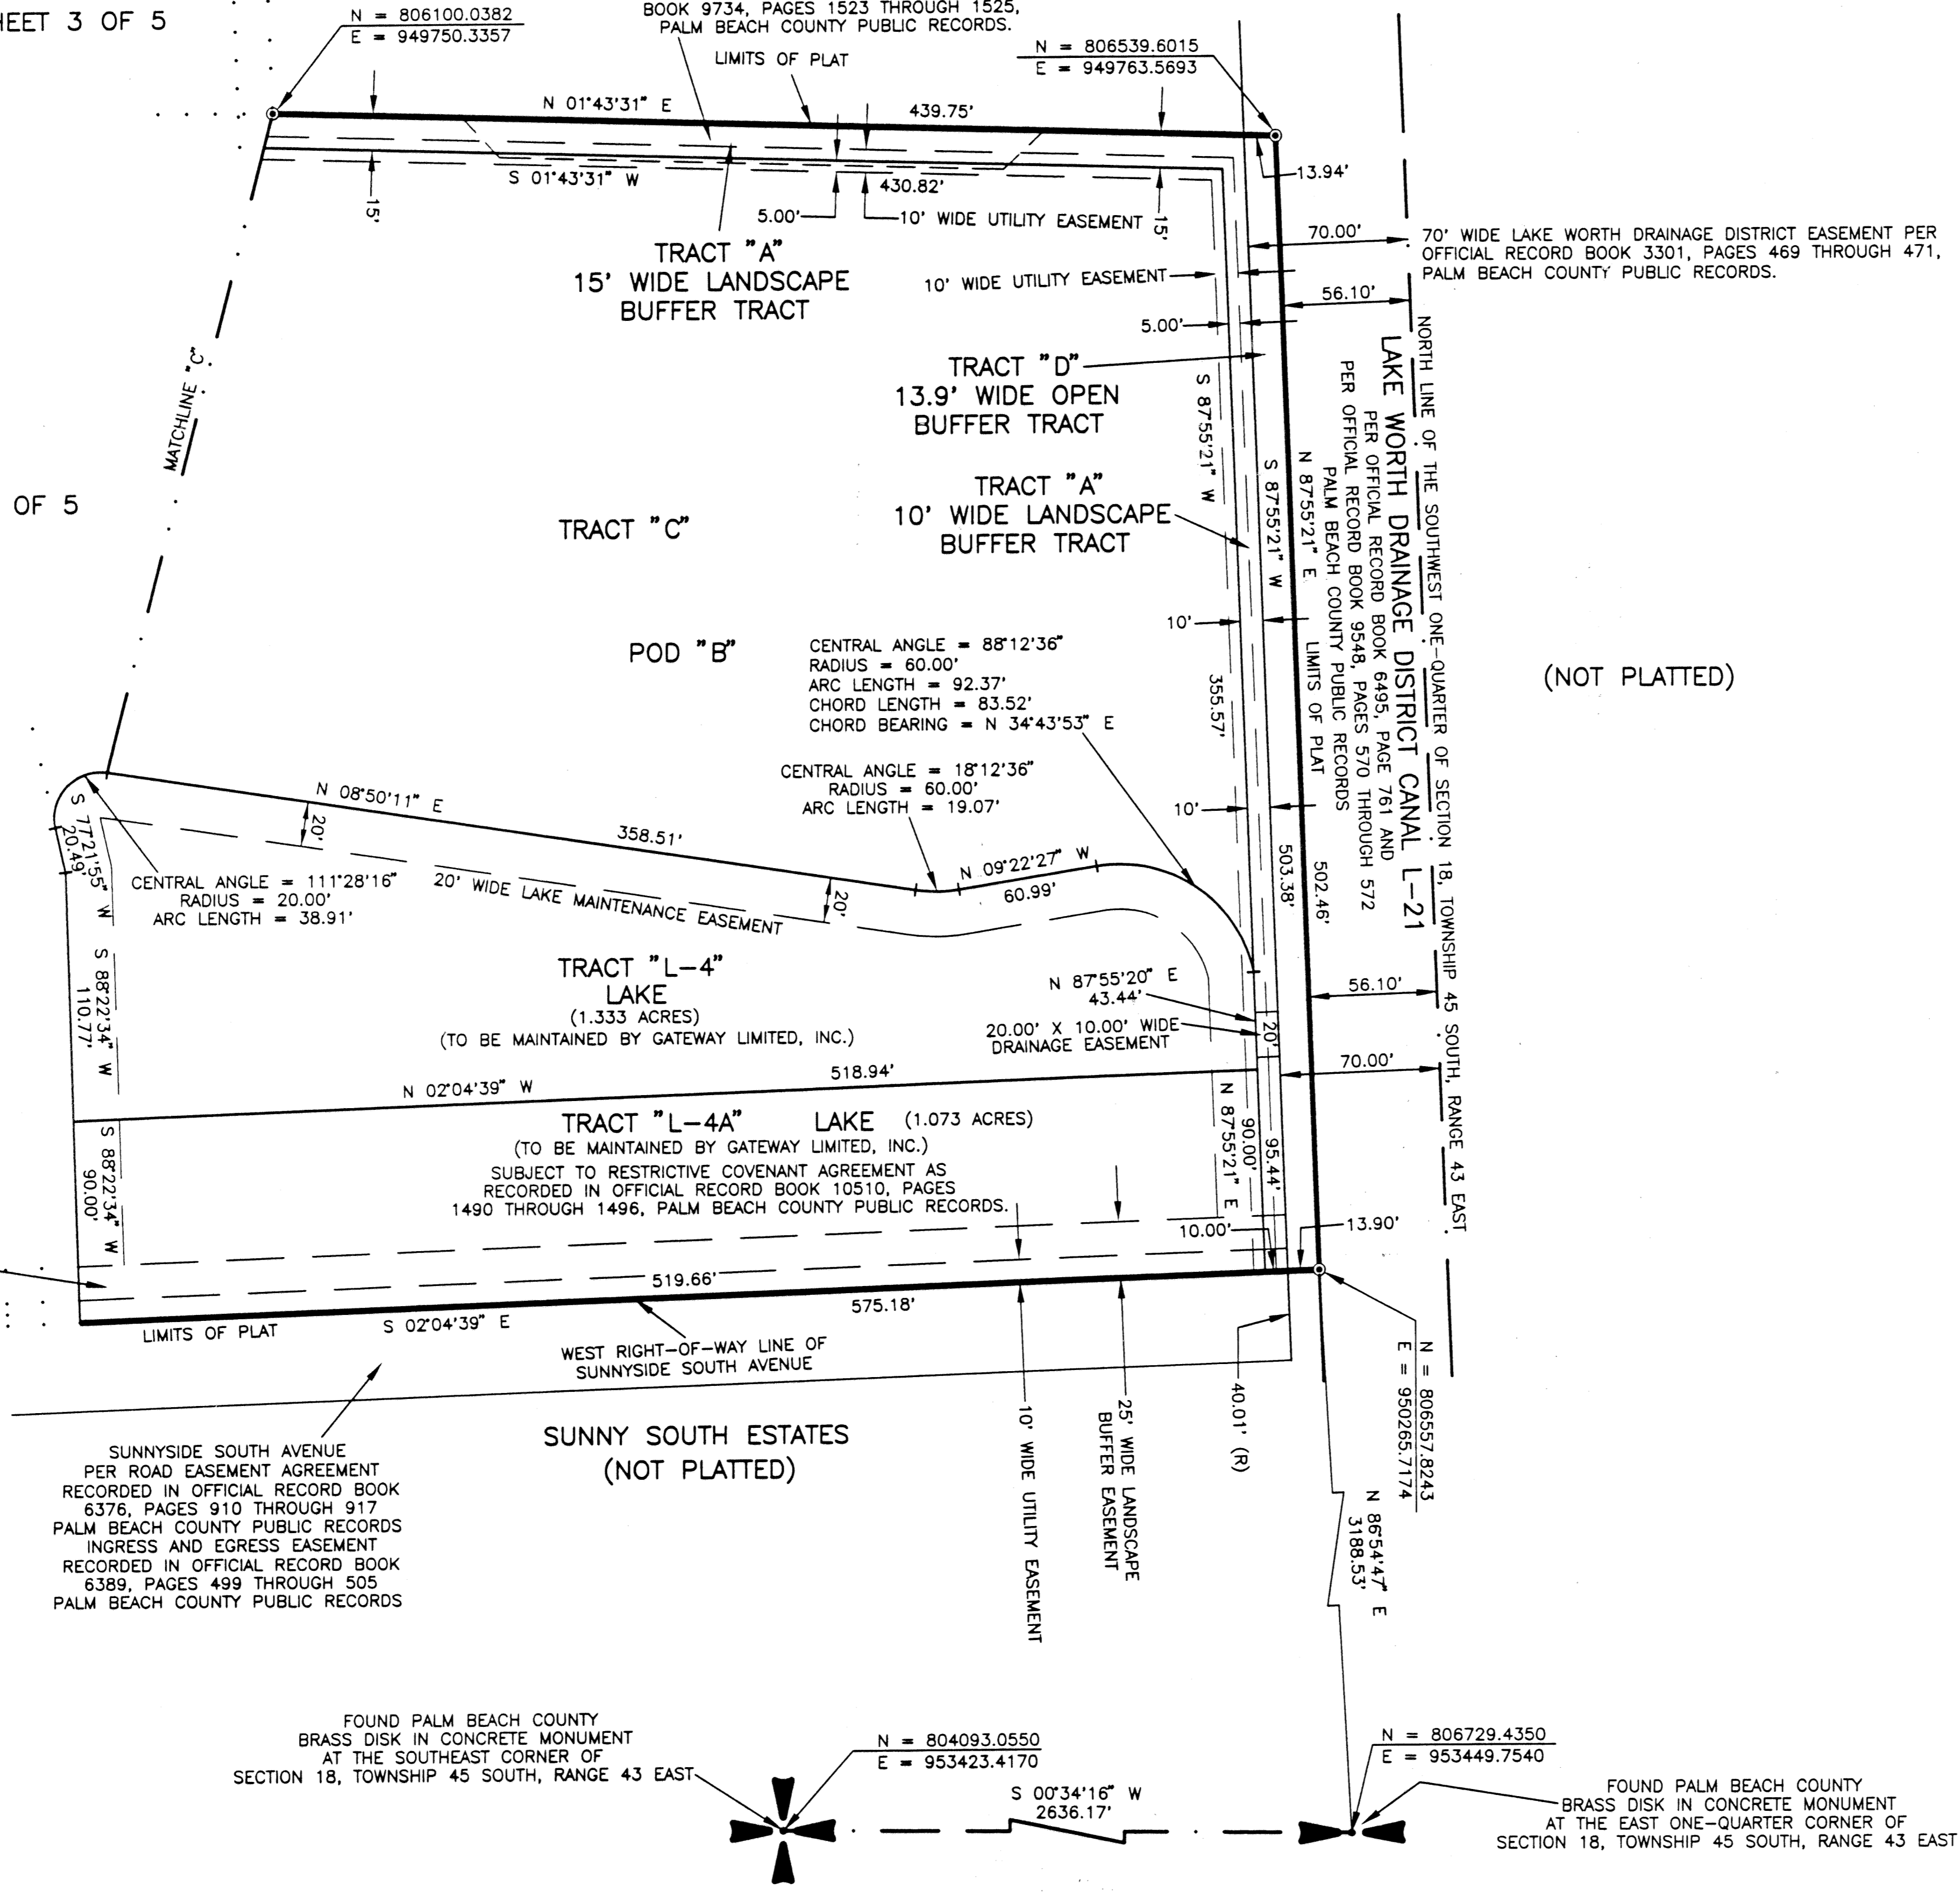 HEET 3 OF 5
N = 806100.0382
E = 949750.3357
BOOK 9734, PAGES 1523 THROUGH 1525,
PALM BEACH COUNTY PUBLIC RECORDS.
LIMITS OF PLAT
N = 806539.6015
E = 949763.5693
N 01°43'31" E
439.75'
S 01°43'31" W
430.82'
15'
5.00'
10' WIDE UTILITY EASEMENT
15'
13.94'
TRACT "A"
15' WIDE LANDSCAPE
BUFFER TRACT
70.00'
70' WIDE LAKE WORTH DRAINAGE DISTRICT EASEMENT PER
OFFICIAL RECORD BOOK 3301, PAGES 469 THROUGH 471,
PALM BEACH COUNTY PUBLIC RECORDS.
10' WIDE UTILITY EASEMENT
56.10'
5.00'
TRACT "D"
13.9' WIDE OPEN
BUFFER TRACT
MATCHLINE "C"
OF 5
TRACT "A"
10' WIDE LANDSCAPE
BUFFER TRACT
TRACT "C"
POD "B"
S 87°55'21" W
355.57'
S 87°55'21" W
503.38'
N 87°55'21" E
LIMITS OF PLAT
502.46'
NORTH LINE OF THE SOUTHWEST ONE-QUARTER OF SECTION 18, TOWNSHIP 45 SOUTH, RANGE 43 EAST
LAKE WORTH DRAINAGE DISTRICT CANAL L-21
PER OFFICIAL RECORD BOOK 6495, PAGE 761 AND
PER OFFICIAL RECORD BOOK 9548, PAGES 570 THROUGH 572
PALM BEACH COUNTY PUBLIC RECORDS
(NOT PLATTED)
10'
10'
CENTRAL ANGLE = 88°12'36"
RADIUS = 60.00'
ARC LENGTH = 92.37'
CHORD LENGTH = 83.52'
CHORD BEARING = N 34°43'53" E
CENTRAL ANGLE = 18°12'36"
RADIUS = 60.00'
ARC LENGTH = 19.07'
N 08°50'11" E
358.51'
20'
20'
N 09°22'27" W
60.99'
S 77°21'55" W
20.49'
CENTRAL ANGLE = 111°28'16"
RADIUS = 20.00'
ARC LENGTH = 38.91'
20' WIDE LAKE MAINTENANCE EASEMENT
S 88°22'34" W
110.77'
TRACT "L-4"
LAKE
(1.333 ACRES)
(TO BE MAINTAINED BY GATEWAY LIMITED, INC.)
N 87°55'20" E
43.44'
20.00' X 10.00' WIDE
DRAINAGE EASEMENT
20'
56.10'
70.00'
N 02°04'39" W
518.94'
TRACT "L-4A" LAKE (1.073 ACRES)
(TO BE MAINTAINED BY GATEWAY LIMITED, INC.)
SUBJECT TO RESTRICTIVE COVENANT AGREEMENT AS
RECORDED IN OFFICIAL RECORD BOOK 10510, PAGES
1490 THROUGH 1496, PALM BEACH COUNTY PUBLIC RECORDS.
S 88°22'34" W
90.00'
N 87°55'21" E
90.00'
95.44'
10.00'
13.90'
519.66'
575.18'
LIMITS OF PLAT
S 02°04'39" E
WEST RIGHT-OF-WAY LINE OF
SUNNYSIDE SOUTH AVENUE
40.01' (R)
10' WIDE UTILITY EASEMENT
25' WIDE LANDSCAPE
BUFFER EASEMENT
N = 806557.8243
E = 950265.7174
N 86°54'47" E
3188.53'
SUNNY SOUTH ESTATES
(NOT PLATTED)
SUNNYSIDE SOUTH AVENUE
PER ROAD EASEMENT AGREEMENT
RECORDED IN OFFICIAL RECORD BOOK
6376, PAGES 910 THROUGH 917
PALM BEACH COUNTY PUBLIC RECORDS
INGRESS AND EGRESS EASEMENT
RECORDED IN OFFICIAL RECORD BOOK
6389, PAGES 499 THROUGH 505
PALM BEACH COUNTY PUBLIC RECORDS
FOUND PALM BEACH COUNTY
BRASS DISK IN CONCRETE MONUMENT
AT THE SOUTHEAST CORNER OF
SECTION 18, TOWNSHIP 45 SOUTH, RANGE 43 EAST
N = 804093.0550
E = 953423.4170
S 00°34'16" W
2636.17'
N = 806729.4350
E = 953449.7540
FOUND PALM BEACH COUNTY
BRASS DISK IN CONCRETE MONUMENT
AT THE EAST ONE-QUARTER CORNER OF
SECTION 18, TOWNSHIP 45 SOUTH, RANGE 43 EAST